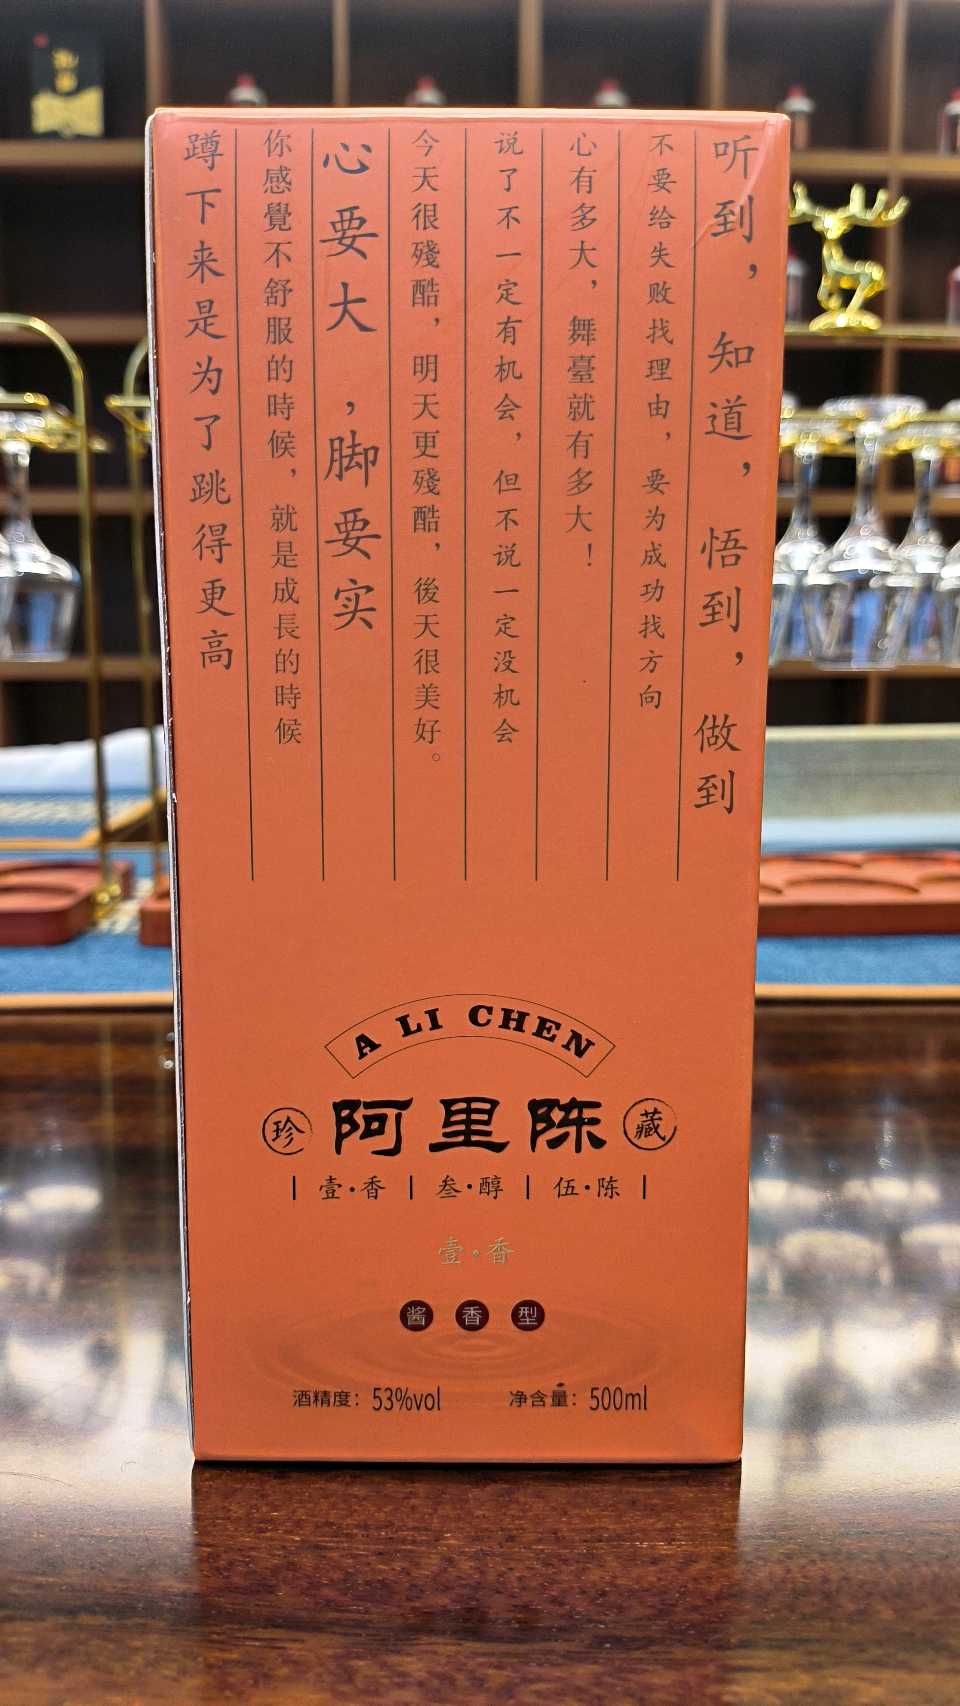 听到，知道，悟到，做到
不要给失败找理由，要为成功找方向
心有多大，舞臺就有多大！
说了不一定有机会，但不说一定没机会
今天很殘酷，明天更殘酷，後天很美好。
心要大，脚要实
你感覺不舒服的時候，就是成長的時候
蹲下来是为了跳得更高
A LI CHEN
珍 阿里陈 藏
| 壹·香 | 叁·醇 | 伍·陈 |
壹·香
酱香型
酒精度：53%vol 净含量：500ml